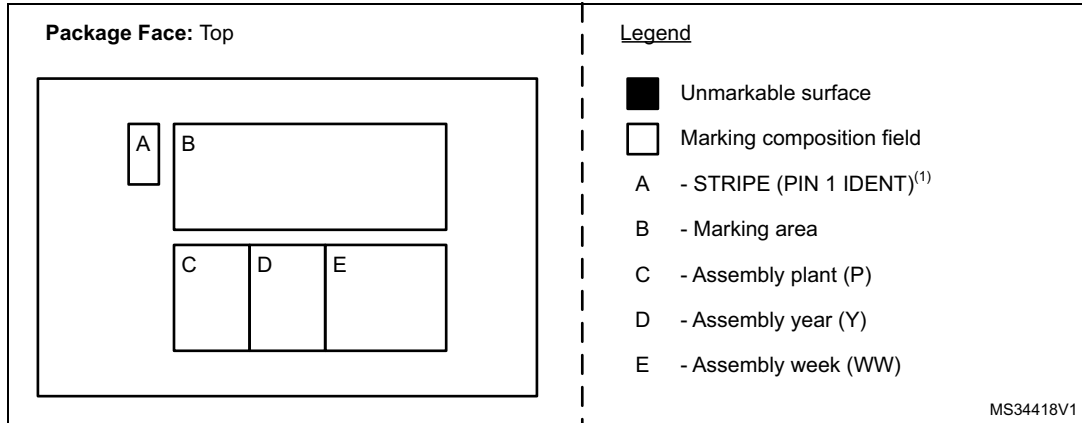 Package Face: Top
A
B
C
D
E
Legend
Unmarkable surface
Marking composition field
A - STRIPE (PIN 1 IDENT)(1)
B - Marking area
C - Assembly plant (P)
D - Assembly year (Y)
E - Assembly week (WW)
MS34418V1